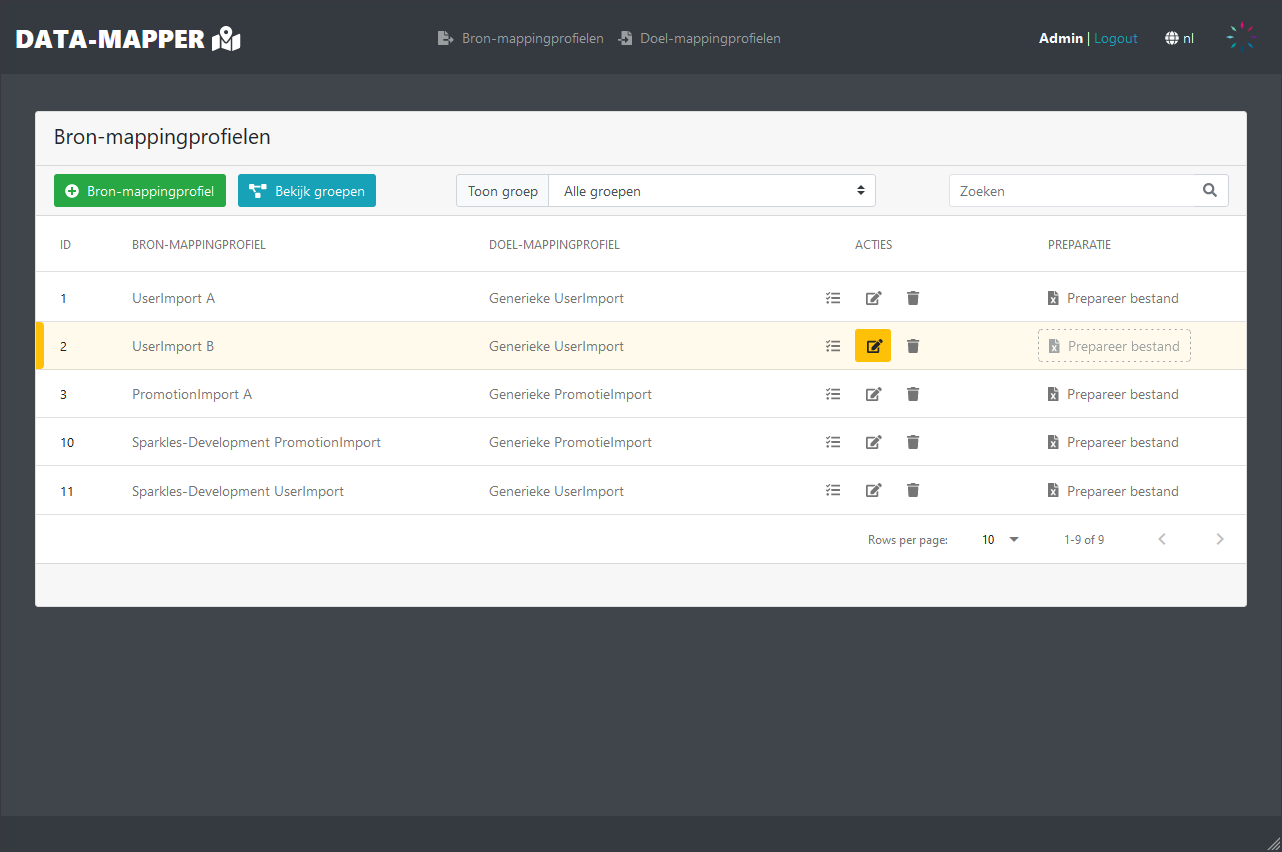 DATA-MAPPER
Bron-mappingprofielen Doel-mappingprofielen
Admin | Logout nl
Bron-mappingprofielen
Bron-mappingprofiel Bekijk groepen Toon groep Alle groepen Zoeken
ID BRON-MAPPINGPROFIEL DOEL-MAPPINGPROFIEL ACTIES PREPARATIE
1 UserImport A Generieke UserImport Prepareer bestand
2 UserImport B Generieke UserImport Prepareer bestand
3 PromotionImport A Generieke PromotieImport Prepareer bestand
10 Sparkles-Development PromotionImport Generieke PromotieImport Prepareer bestand
11 Sparkles-Development UserImport Generieke UserImport Prepareer bestand
Rows per page: 10 1-9 of 9